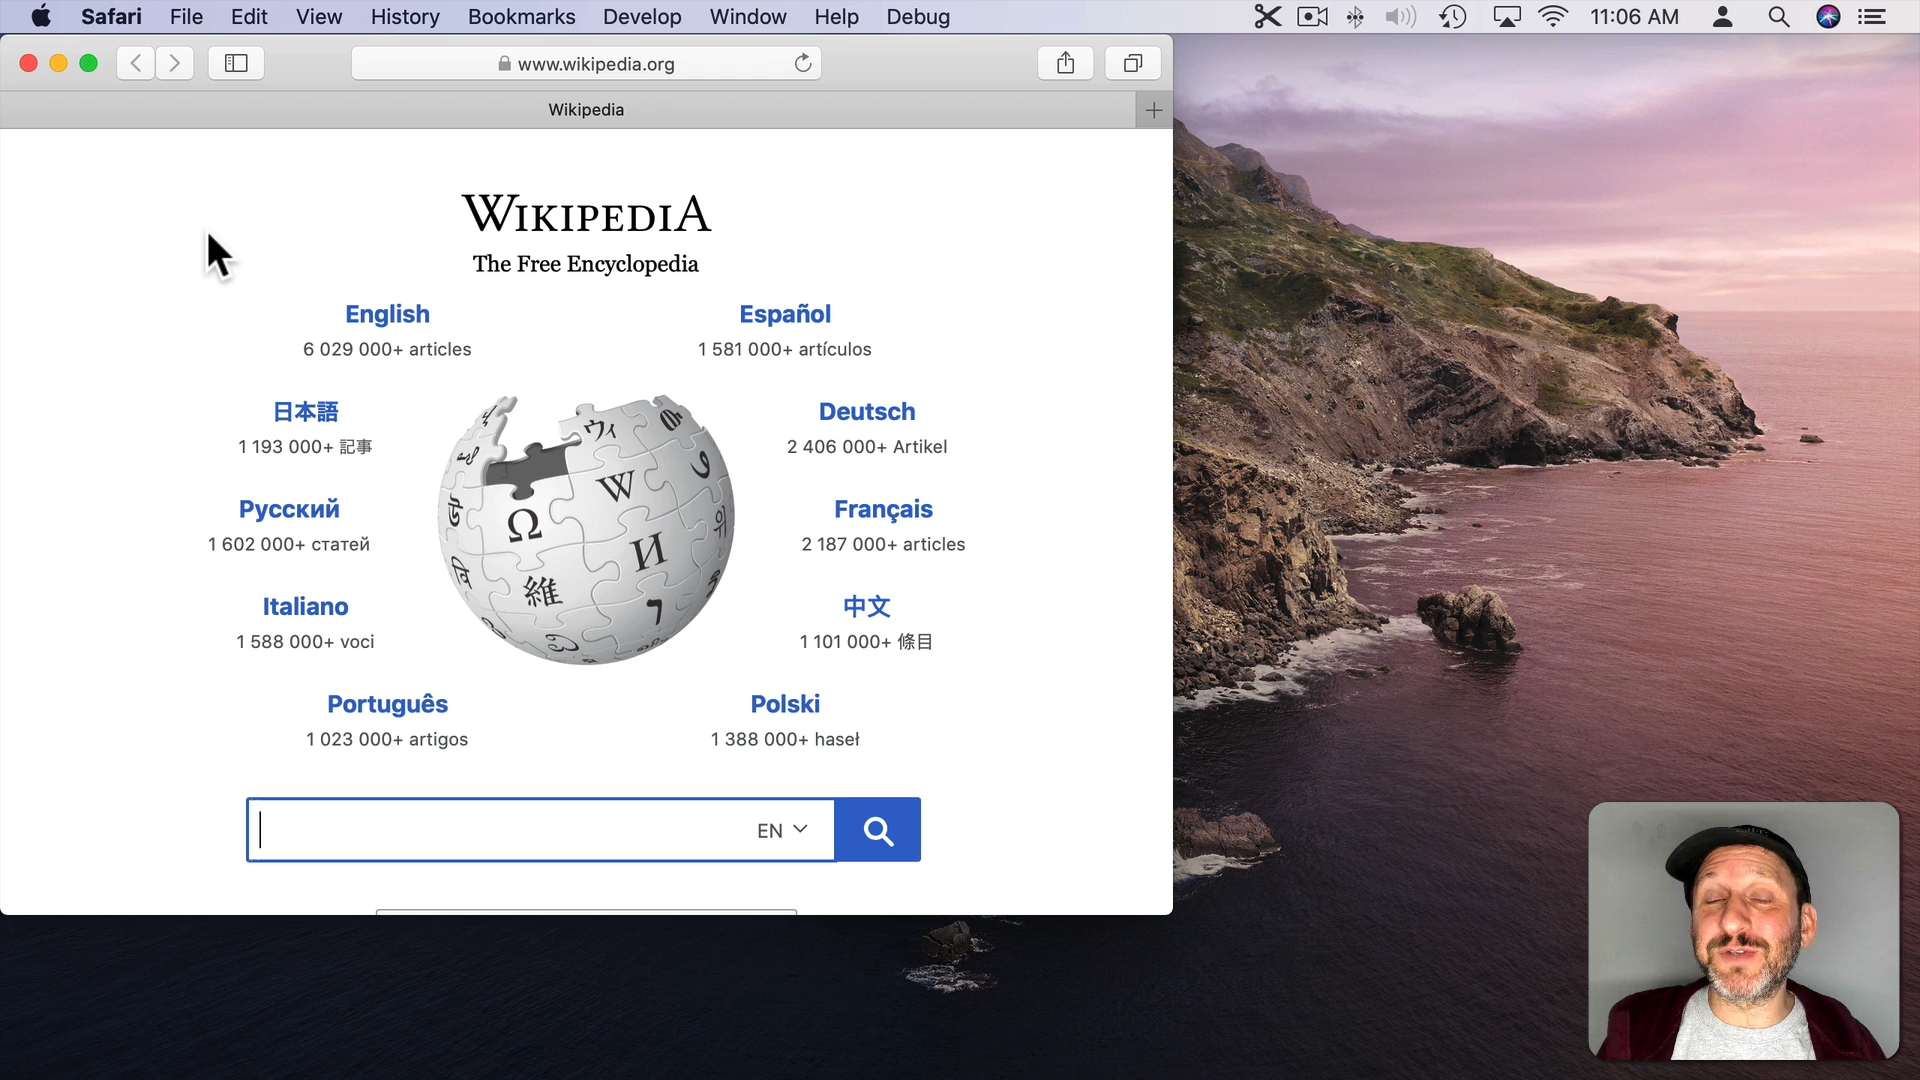 Safari File Edit View History Bookmarks Develop Window Help Debug 11:06 AM
www.wikipedia.org
Wikipedia
WIKIPEDIA
The Free Encyclopedia
English Español
6 029 000+ articles 1 581 000+ artículos
日本語 Deutsch
1 193 000+ 記事 2 406 000+ Artikel
Русский Français
1 602 000+ статей 2 187 000+ articles
Italiano 中文
1 588 000+ voci 1 101 000+ 條目
Português Polski
1 023 000+ artigos 1 388 000+ haseł
ウィ
W
Ω
И
維
EN